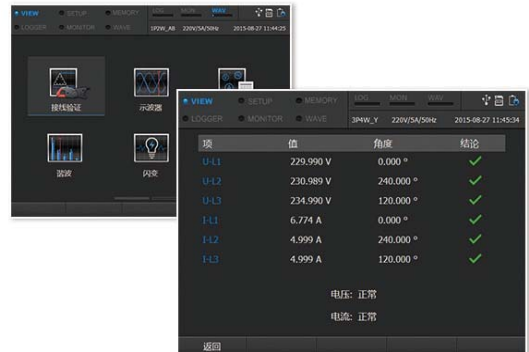 VIEW SETUP MEMORY LOG MON WAV
LOGGER MONITOR WAVE 1P2W_AB 220V/5A/50Hz 2015-08-27 11:44:25
接线验证 示波器
谐波 闪变
VIEW SETUP MEMORY LOG MON WAV
LOGGER MONITOR WAVE 3P4W_Y 220V/5A/50Hz 2015-08-27 11:45:34
项 值 角度 结论
U-L1 229.990 V 0.000 °
U-L2 230.989 V 240.000 °
U-L3 234.990 V 120.000 °
I-L1 6.774 A 0.000 °
I-L2 4.999 A 240.000 °
I-L3 4.999 A 120.000 °
电压: 正常
电流: 正常
返回